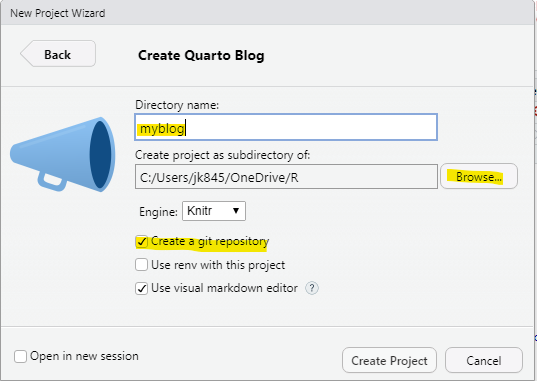 New Project Wizard
Back
Create Quarto Blog
Directory name:
myblog
Create project as subdirectory of:
C:/Users/jk845/OneDrive/R
Browse...
Engine: Knitr
Create a git repository
Use renv with this project
Use visual markdown editor ?
Open in new session
Create Project
Cancel